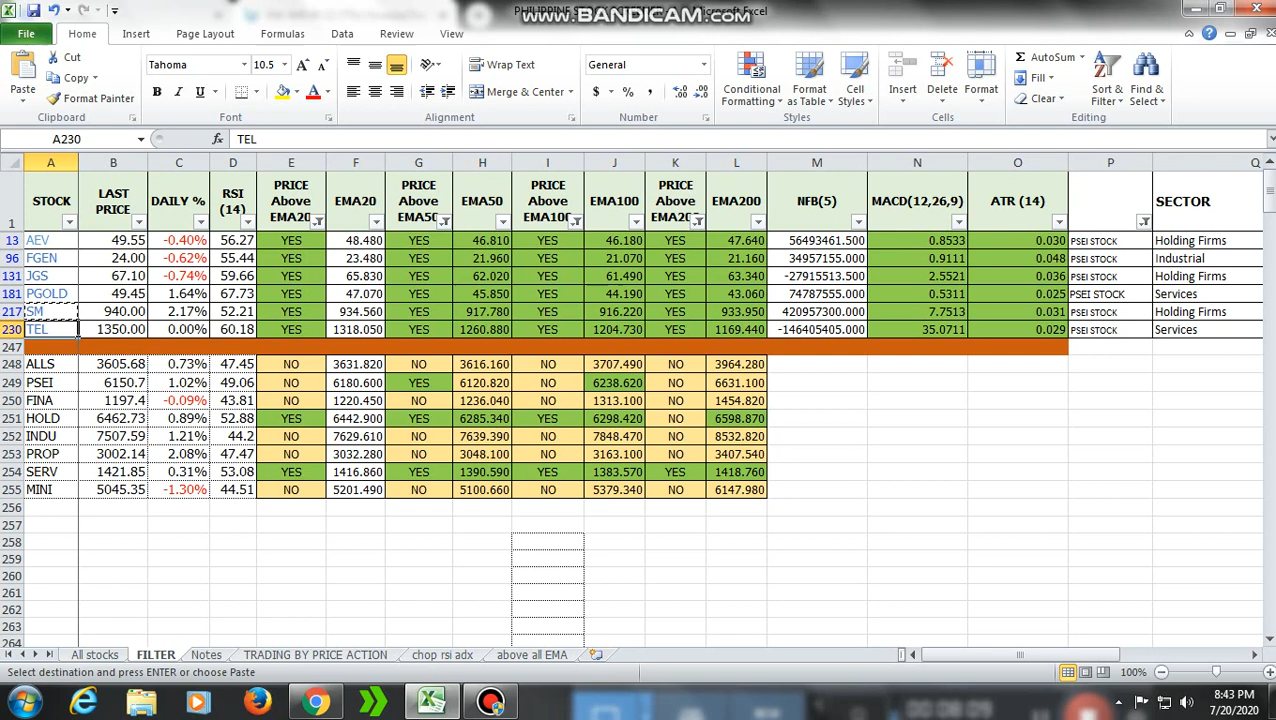 PHILIPPINE STOCK Microsoft Excel
www.BANDICAM.com
File Home Insert Page Layout Formulas Data Review View
Paste
Cut
Copy
Format Painter
Clipboard
Tahoma 10.5
B I U
Font
Wrap Text
Merge & Center
Alignment
General
$ % ,
Number
Conditional Formatting
Format as Table
Cell Styles
Styles
Insert Delete Format
Cells
AutoSum
Fill
Clear
Sort & Filter
Find & Select
Editing
A230 fx TEL
A B C D E F G H I J K L M N O P Q
1 STOCK LAST PRICE DAILY % RSI (14) PRICE Above EMA20 EMA20 PRICE Above EMA50 EMA50 PRICE Above EMA100 EMA100 PRICE Above EMA200 EMA200 NFB(5) MACD(12,26,9) ATR (14) SECTOR
13 AEV 49.55 -0.40% 56.27 YES 48.480 YES 46.810 YES 46.180 YES 47.640 56493461.500 0.8533 0.030 PSEI STOCK Holding Firms
96 FGEN 24.00 -0.62% 55.44 YES 23.480 YES 21.960 YES 21.070 YES 21.160 34957155.000 0.9111 0.048 PSEI STOCK Industrial
131 JGS 67.10 -0.74% 59.66 YES 65.830 YES 62.020 YES 61.490 YES 63.340 -27915513.500 2.5521 0.036 PSEI STOCK Holding Firms
181 PGOLD 49.45 1.64% 67.73 YES 47.070 YES 45.850 YES 44.190 YES 43.060 74787555.000 0.5311 0.025 PSEI STOCK Services
217 SM 940.00 2.17% 52.21 YES 934.560 YES 917.780 YES 916.220 YES 933.950 420957300.000 7.7513 0.031 PSEI STOCK Holding Firms
230 TEL 1350.00 0.00% 60.18 YES 1318.050 YES 1260.880 YES 1204.730 YES 1169.440 -146405405.000 35.0711 0.029 PSEI STOCK Services
247
248 ALLS 3605.68 0.73% 47.45 NO 3631.820 NO 3616.160 NO 3707.490 NO 3964.280
249 PSEI 6150.7 1.02% 49.06 NO 6180.600 YES 6120.820 NO 6238.620 NO 6631.100
250 FINA 1197.4 -0.09% 43.81 NO 1220.450 NO 1236.040 NO 1313.100 NO 1454.820
251 HOLD 6462.73 0.89% 52.88 YES 6442.900 YES 6285.340 YES 6298.420 NO 6598.870
252 INDU 7507.59 1.21% 44.2 NO 7629.610 NO 7639.390 NO 7848.470 NO 8532.820
253 PROP 3002.14 2.08% 47.47 NO 3032.280 NO 3048.100 NO 3163.100 NO 3407.540
254 SERV 1421.85 0.31% 53.08 YES 1416.860 YES 1390.590 YES 1383.570 YES 1418.760
255 MINI 5045.35 -1.30% 44.51 NO 5201.490 NO 5100.660 NO 5379.340 NO 6147.980
256
257
258
259
260
261
262
263
264
All stocks FILTER Notes TRADING BY PRICE ACTION chop rsi adx above all EMA
Select destination and press ENTER or choose Paste 100%
8:43 PM
7/20/2020